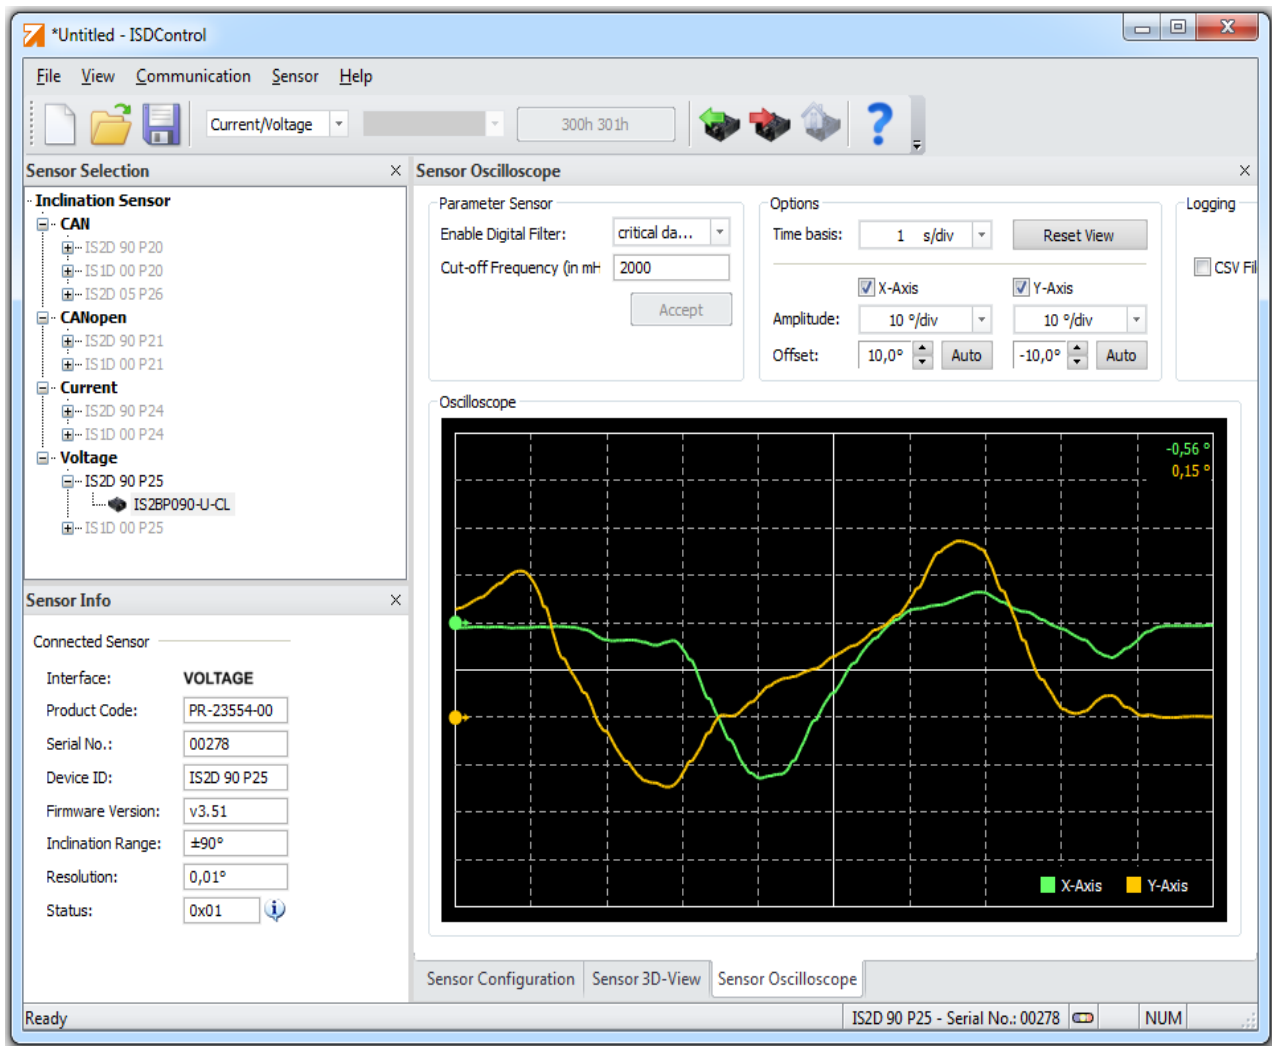 *Untitled - ISDControl
File View Communication Sensor Help
Current/Voltage 300h 301h
Sensor Selection
Inclination Sensor
CAN
IS2D 90 P20
IS1D 00 P20
IS2D 05 P26
CANopen
IS2D 90 P21
IS1D 00 P21
Current
IS2D 90 P24
IS1D 00 P24
Voltage
IS2D 90 P25
IS2BP090-U-CL
IS1D 00 P25
Sensor Info
Connected Sensor
Interface: VOLTAGE
Product Code: PR-23554-00
Serial No.: 00278
Device ID: IS2D 90 P25
Firmware Version: v3.51
Inclination Range: ±90°
Resolution: 0,01°
Status: 0x01
Sensor Oscilloscope
Parameter Sensor
Enable Digital Filter: critical da...
Cut-off Frequency (in mH 2000
Accept
Options
Time basis: 1 s/div Reset View
X-Axis Y-Axis
Amplitude: 10 °/div 10 °/div
Offset: 10,0° Auto -10,0° Auto
Logging
CSV Fil
Oscilloscope
-0,56 °
0,15 °
X-Axis Y-Axis
Sensor Configuration Sensor 3D-View Sensor Oscilloscope
Ready IS2D 90 P25 - Serial No.: 00278 NUM